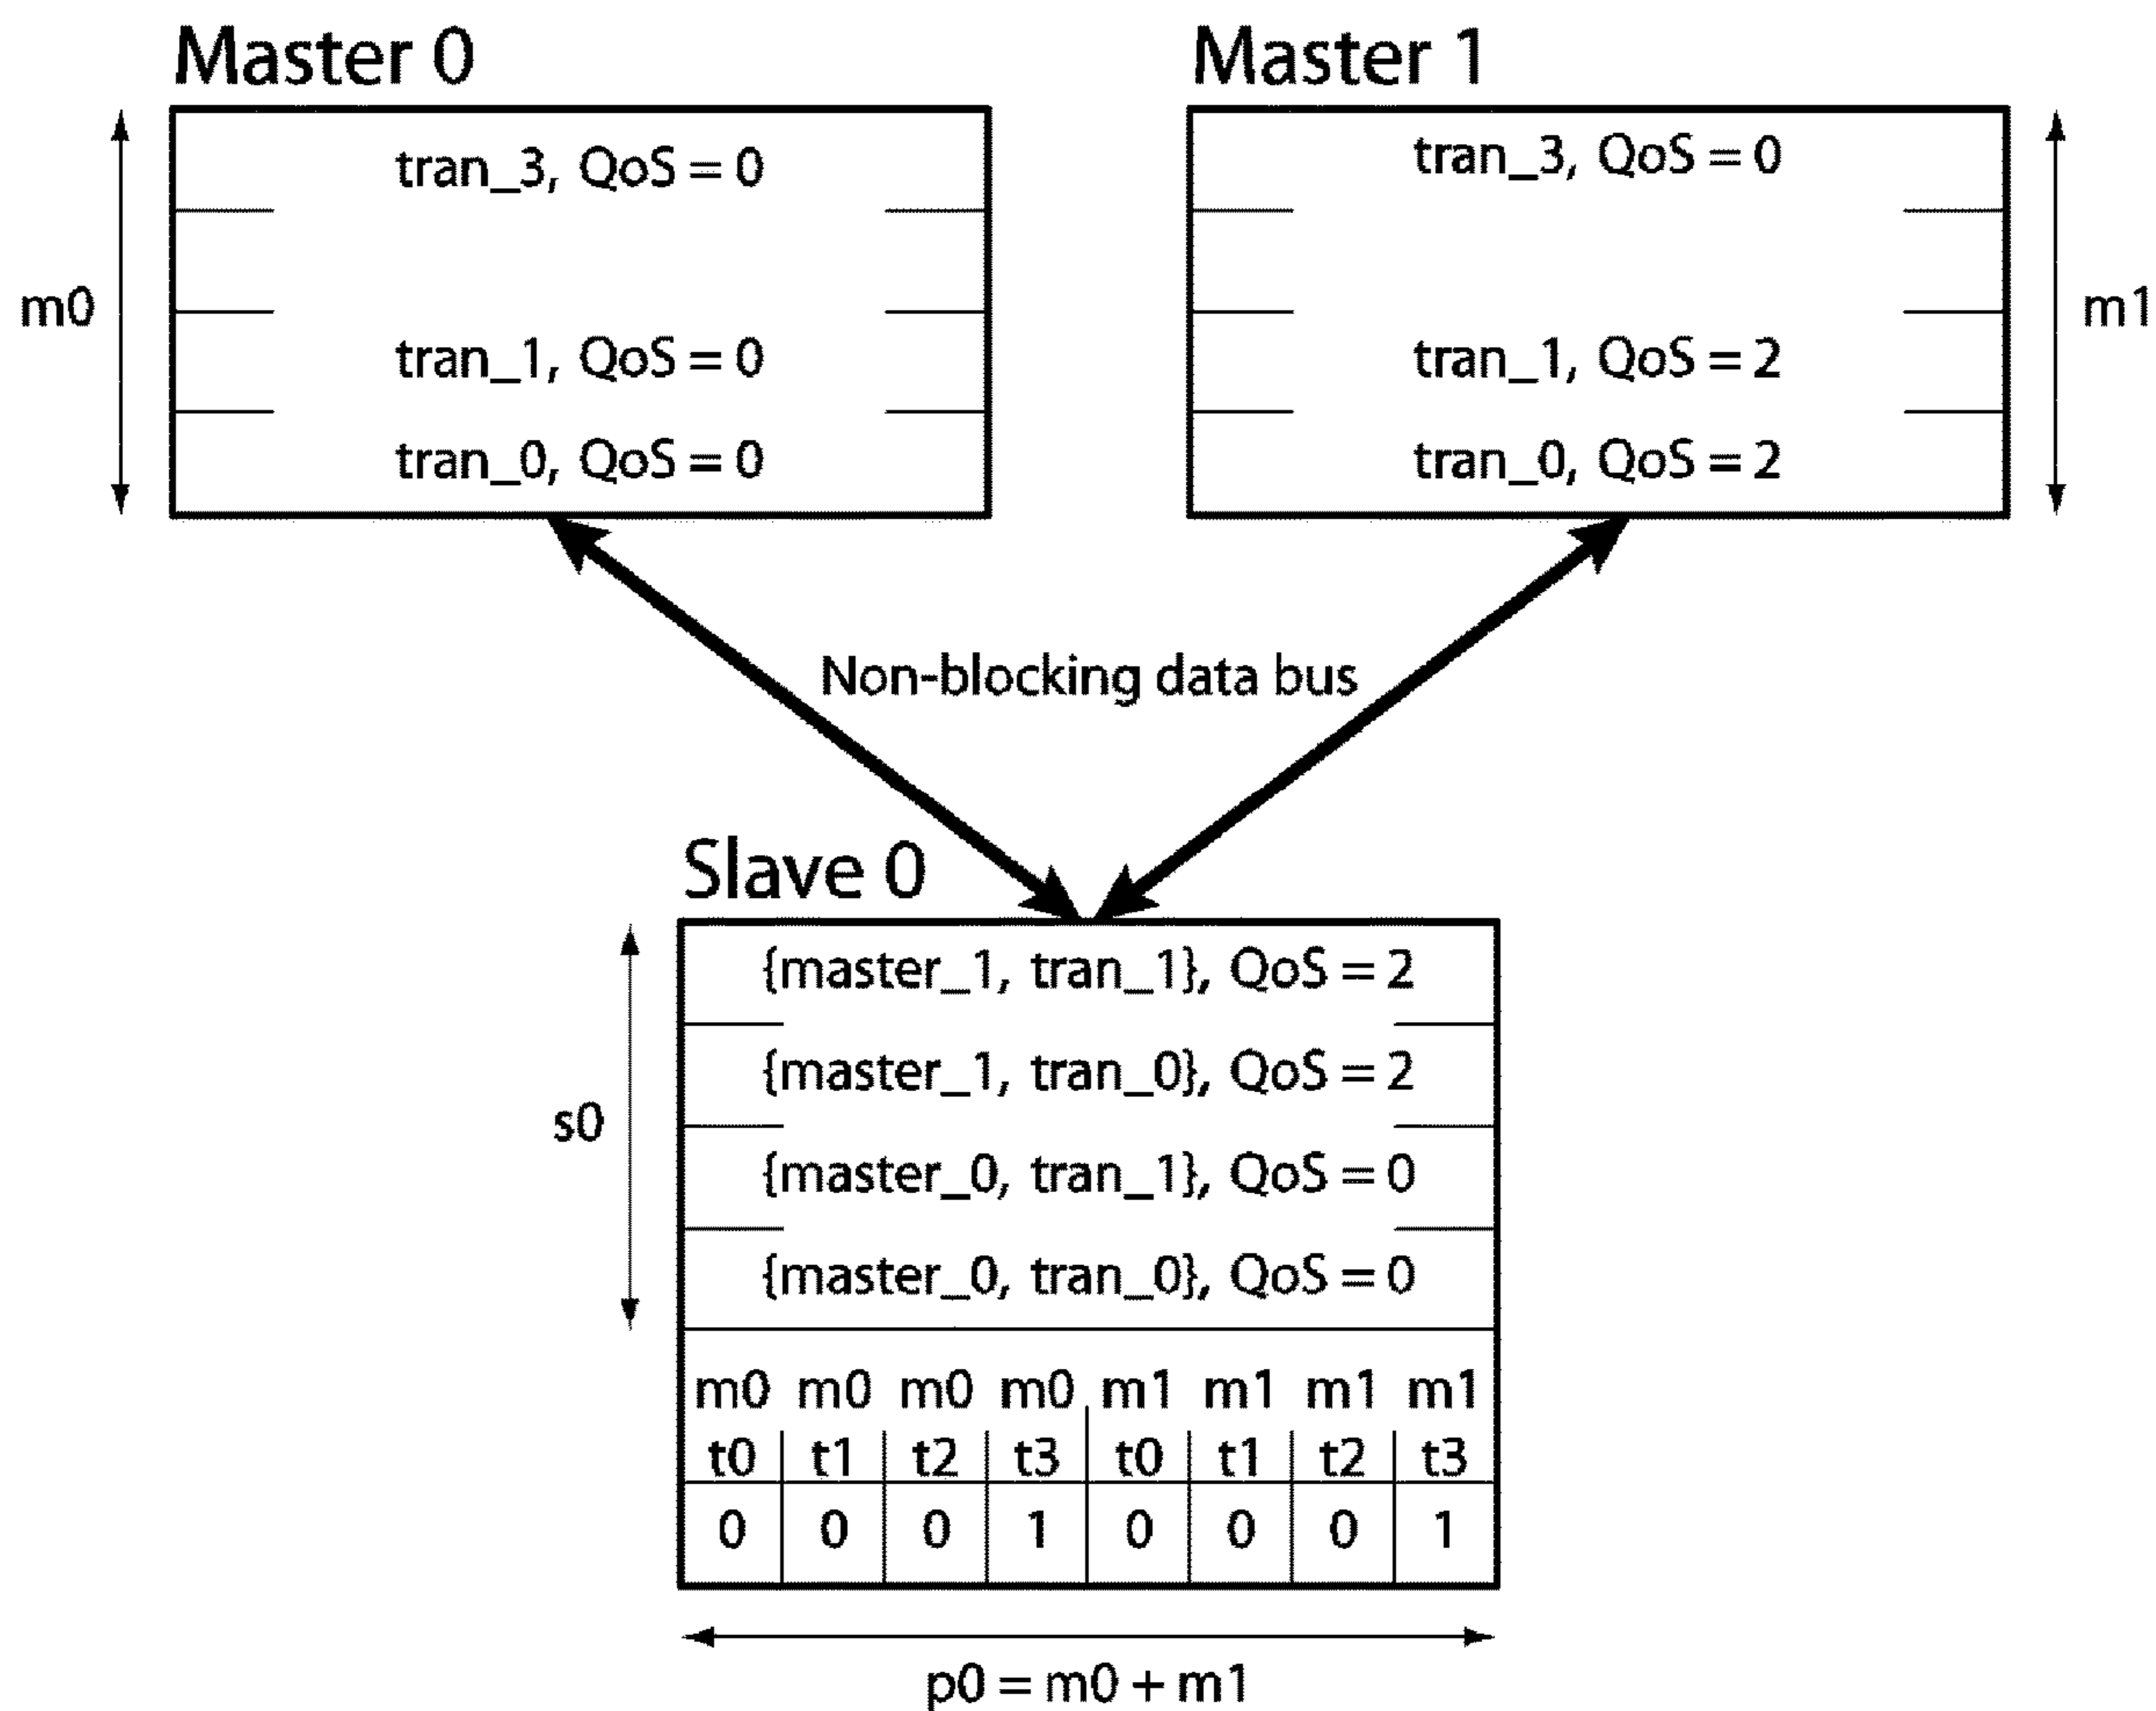 Master 0
Master 1
tran_3, QoS = 0
tran_1, QoS = 0
tran_0, QoS = 0
m0
tran_3, QoS = 0
tran_1, QoS = 2
tran_0, QoS = 2
m1
Non-blocking data bus
Slave 0
{master_1, tran_1}, QoS = 2
{master_1, tran_0}, QoS = 2
{master_0, tran_1}, QoS = 0
{master_0, tran_0}, QoS = 0
s0
m0 m0 m0 m0 m1 m1 m1 m1
t0 t1 t2 t3 t0 t1 t2 t3
0 0 0 1 0 0 0 1
p0 = m0 + m1